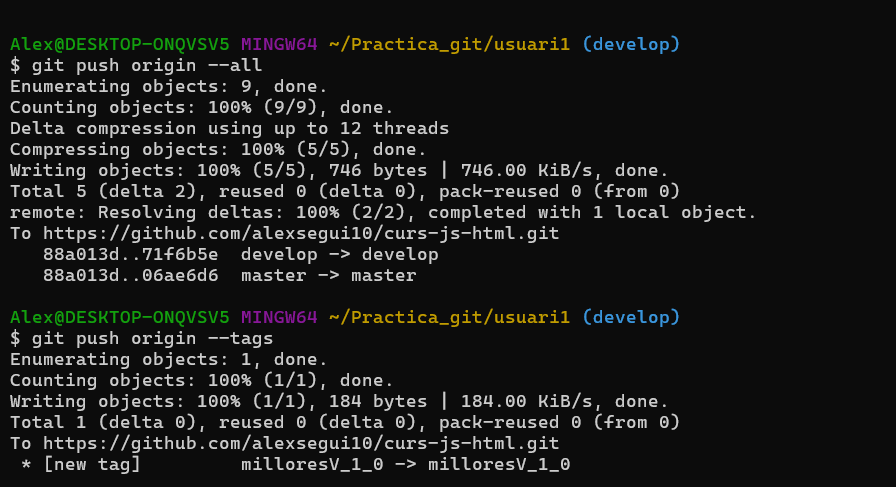 Alex@DESKTOP-ONQVSV5 MINGW64 ~/Practica_git/usuari1 (develop)
$ git push origin --all
Enumerating objects: 9, done.
Counting objects: 100% (9/9), done.
Delta compression using up to 12 threads
Compressing objects: 100% (5/5), done.
Writing objects: 100% (5/5), 746 bytes | 746.00 KiB/s, done.
Total 5 (delta 2), reused 0 (delta 0), pack-reused 0 (from 0)
remote: Resolving deltas: 100% (2/2), completed with 1 local object.
To https://github.com/alexsegui10/curs-js-html.git
   88a013d..71f6b5e  develop -> develop
   88a013d..06ae6d6  master -> master
Alex@DESKTOP-ONQVSV5 MINGW64 ~/Practica_git/usuari1 (develop)
$ git push origin --tags
Enumerating objects: 1, done.
Counting objects: 100% (1/1), done.
Writing objects: 100% (1/1), 184 bytes | 184.00 KiB/s, done.
Total 1 (delta 0), reused 0 (delta 0), pack-reused 0 (from 0)
To https://github.com/alexsegui10/curs-js-html.git
 * [new tag]         milloresV_1_0 -> milloresV_1_0